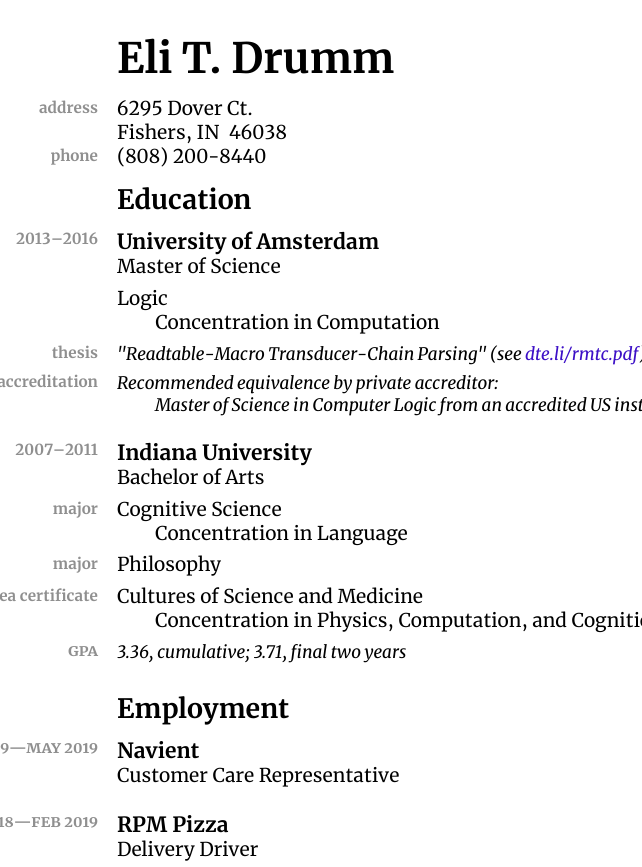 Eli T. Drumm
address 6295 Dover Ct.
Fishers, IN 46038
phone (808) 200-8440
Education
2013–2016 University of Amsterdam
Master of Science
Logic
Concentration in Computation
thesis "Readtable-Macro Transducer-Chain Parsing" (see dte.li/rmtc.pdf)
accreditation Recommended equivalence by private accreditor:
Master of Science in Computer Logic from an accredited US inst
2007–2011 Indiana University
Bachelor of Arts
major Cognitive Science
Concentration in Language
major Philosophy
ea certificate Cultures of Science and Medicine
Concentration in Physics, Computation, and Cogniti
GPA 3.36, cumulative; 3.71, final two years
Employment
9—MAY 2019 Navient
Customer Care Representative
18—FEB 2019 RPM Pizza
Delivery Driver